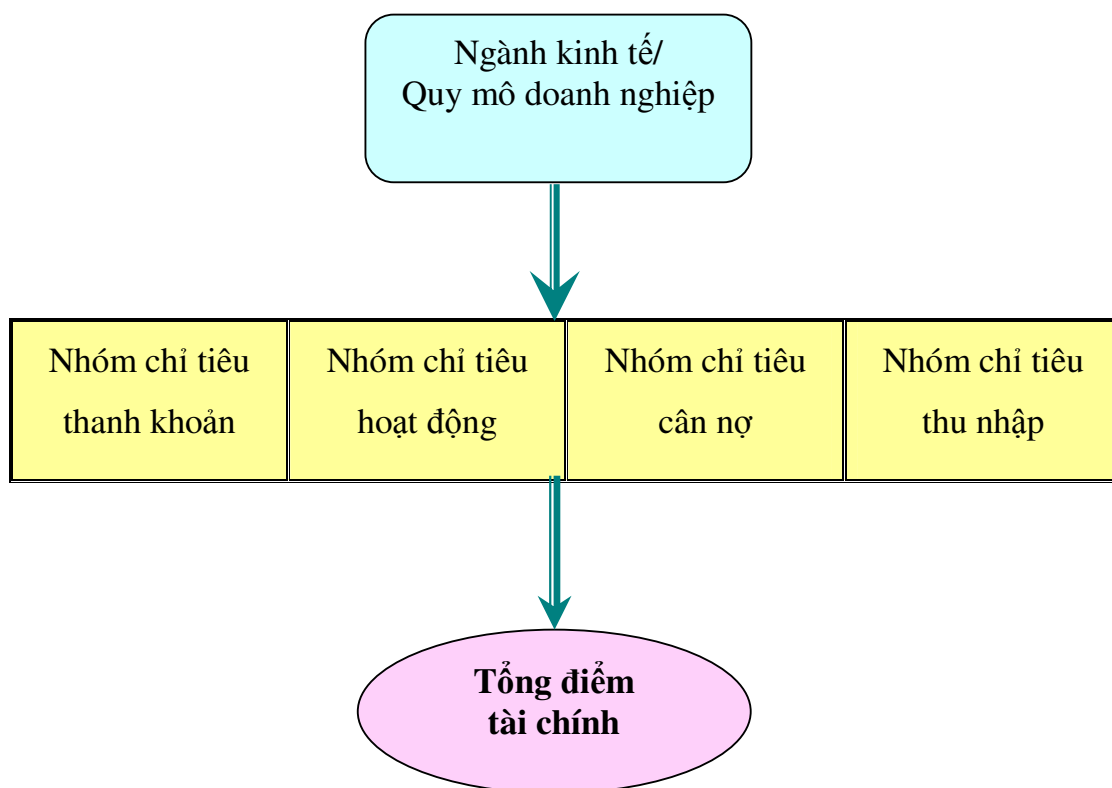 Ngành kinh tế/
Quy mô doanh nghiệp
Nhóm chỉ tiêu
thanh khoản
Nhóm chỉ tiêu
hoạt động
Nhóm chỉ tiêu
cân nợ
Nhóm chỉ tiêu
thu nhập
Tổng điểm
tài chính